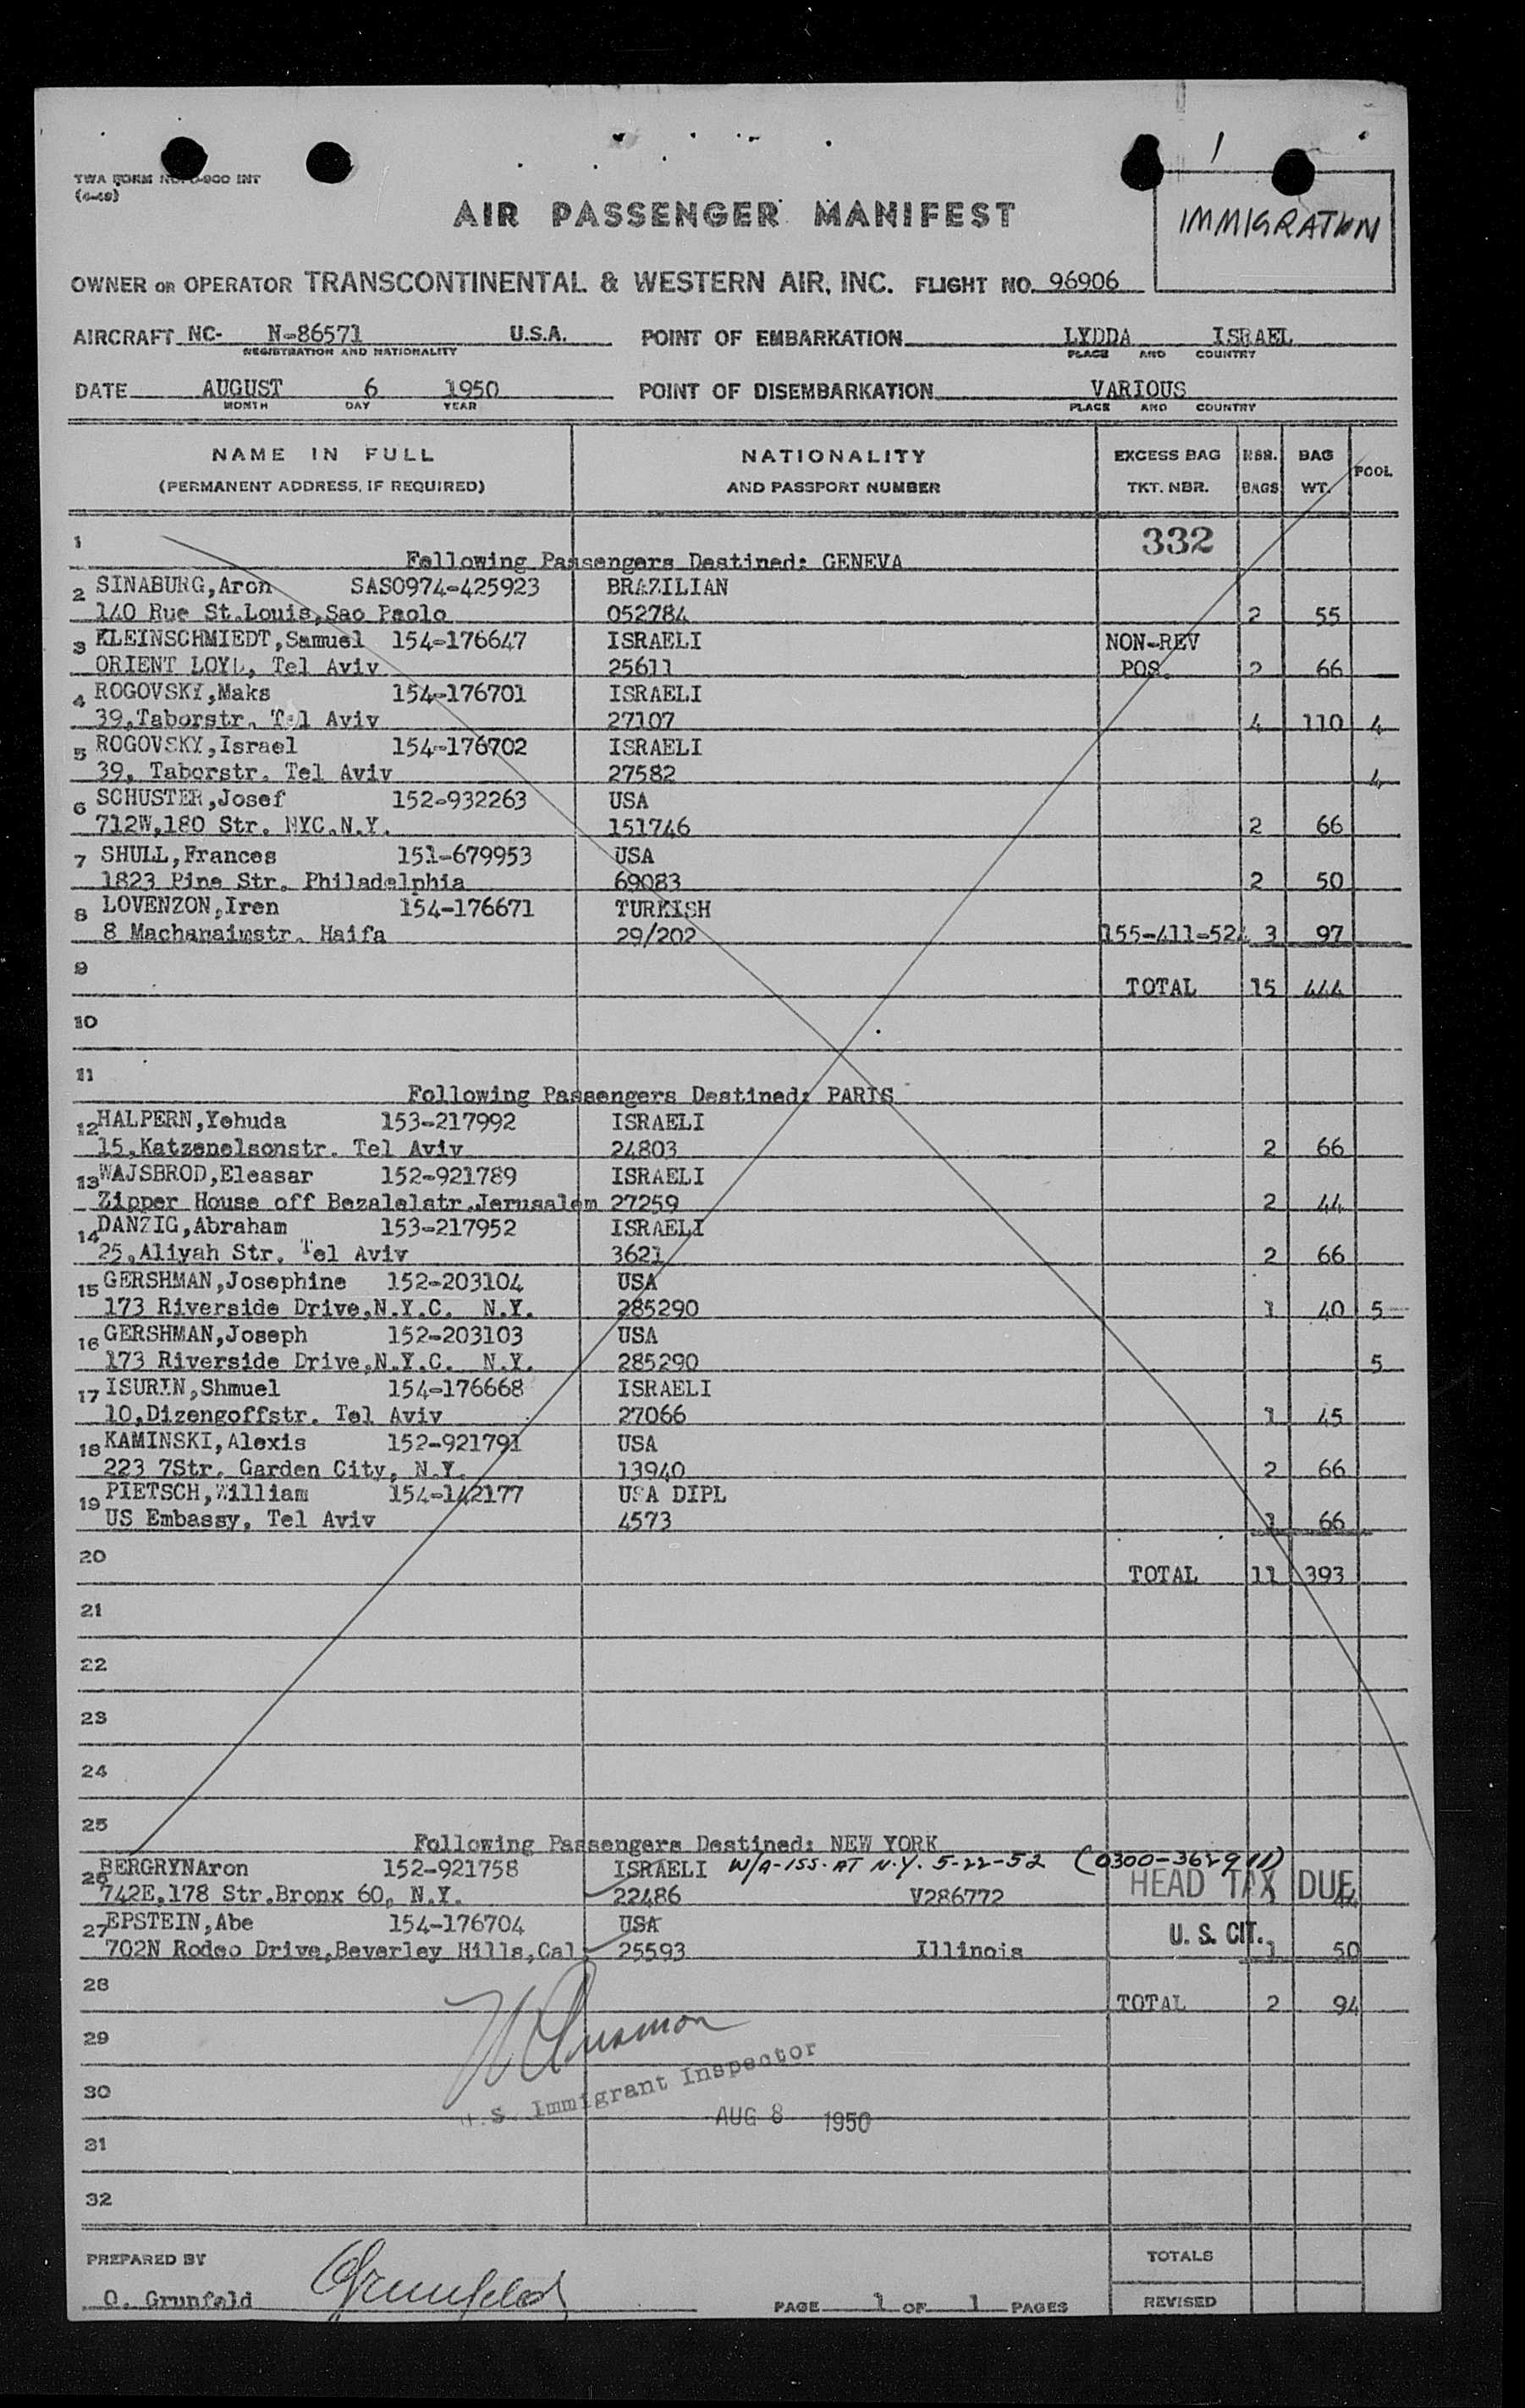 TWA FORM NO. -900 INT
(4-49)
1
IMMIGRATION
AIR PASSENGER MANIFEST
OWNER OR OPERATOR TRANSCONTINENTAL & WESTERN AIR, INC. FLIGHT NO. 96906
AIRCRAFT NC- N-86571 U.S.A. POINT OF EMBARKATION LYDDA ISRAEL
REGISTRATION AND NATIONALITY PLACE AND COUNTRY
DATE AUGUST 6 1950 POINT OF DISEMBARKATION VARIOUS
MONTH DAY YEAR PLACE AND COUNTRY
NAME IN FULL NATIONALITY EXCESS BAG NBR. BAG POOL
(PERMANENT ADDRESS, IF REQUIRED) AND PASSPORT NUMBER TKT. NBR. BAGS WT.
332
1 Following Passengers Destined: GENEVA
2 SINABURG,Aron SAS0974-425923 BRAZILIAN
140 Rue St.Louis,Sao Paolo 052784 2 55
3 KLEINSCHMIEDT,Samuel 154-176647 ISRAELI NON-REV
ORIENT LOYD, Tel Aviv 25611 POS. 2 66
4 ROGOVSKY,Maks 154-176701 ISRAELI
39,Taborstr. Tel Aviv 27107 4 110 4
5 ROGOVSKY,Israel 154-176702 ISRAELI
39, Taborstr. Tel Aviv 27582 4
6 SCHUSTER,Josef 152-932263 USA
712W,180 Str. NYC.N.Y. 151746 2 66
7 SHULL,Frances 151-679953 USA
1823 Pine Str. Philadelphia 69083 2 50
8 LOVENZON,Iren 154-176671 TURKISH
8 Machanaimstr. Haifa 29/202 155-411-524 3 97
9 TOTAL 15 444
10
11 Following Passengers Destined: PARIS
12 HALPERN,Yehuda 153-217992 ISRAELI
15,Katzenelsonstr. Tel Aviv 24803 2 66
13 WAJSBROD,Eleasar 152-921789 ISRAELI
Zipper House off Bezalelstr.Jerusalem 27259 2 44
14 DANZIG,Abraham 153-217952 ISRAELI
25,Aliyah Str. Tel Aviv 3621 2 66
15 GERSHMAN,Josephine 152-203104 USA
173 Riverside Drive,N.Y.C. N.Y. 285290 1 40 5
16 GERSHMAN,Joseph 152-203103 USA
173 Riverside Drive,N.Y.C. N.Y. 285290 5
17 ISURIN,Shmuel 154-176668 ISRAELI
10,Dizengoffstr. Tel Aviv 27066 1 45
18 KAMINSKI,Alexis 152-921791 USA
223 7Str. Garden City, N.Y. 13940 2 66
19 PIETSCH,William 154-142177 USA DIPL
US Embassy, Tel Aviv 4573 1 66
20 TOTAL 11 393
21
22
23
24
25 Following Passengers Destined: NEW YORK
26 BERGRYNAron 152-921758 ISRAELI W/A-ISS. AT N.Y. 5-22-52 (0300-362911)
742E,178 Str.Bronx 60, N.Y. 22486 V286772 HEAD TAX DUE 1 44
27 EPSTEIN,Abe 154-176704 USA U. S. CIT.
702N Rodeo Drive,Beverley Hills,Cal. 25593 Illinois 1 50
28 TOTAL 2 94
29
U.S. Immigrant Inspector
30
AUG 8 1950
31
32
PREPARED BY TOTALS
O. Grunfeld OGrunfeld PAGE 1 OF 1 PAGES REVISED